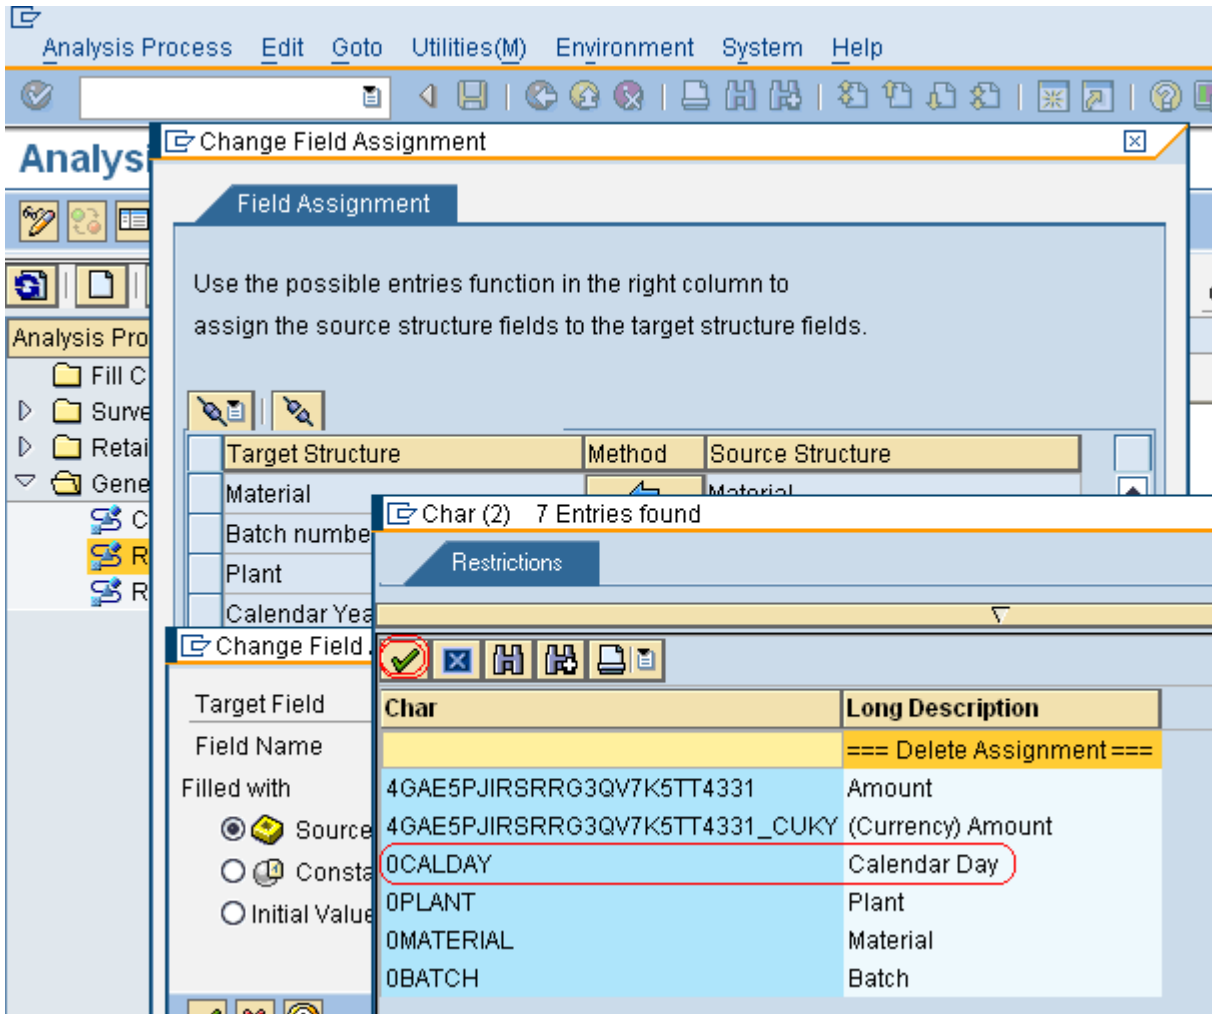 Analysis Process Edit Goto Utilities(M) Environment System Help
Change Field Assignment
Analysi
Field Assignment
Use the possible entries function in the right column to
assign the source structure fields to the target structure fields.
Analysis Pro
Fill C
Surve
Retai
Gene
C
R
R
Target Structure Method Source Structure
Material Material
Batch numbe
Plant
Calendar Yea
Char (2) 7 Entries found
Restrictions
Change Field
Target Field
Field Name
Filled with
Source
Consta
Initial Value
Char Long Description
=== Delete Assignment ===
4GAE5PJIRSRRG3QV7K5TT4331 Amount
4GAE5PJIRSRRG3QV7K5TT4331_CUKY (Currency) Amount
0CALDAY Calendar Day
0PLANT Plant
0MATERIAL Material
0BATCH Batch